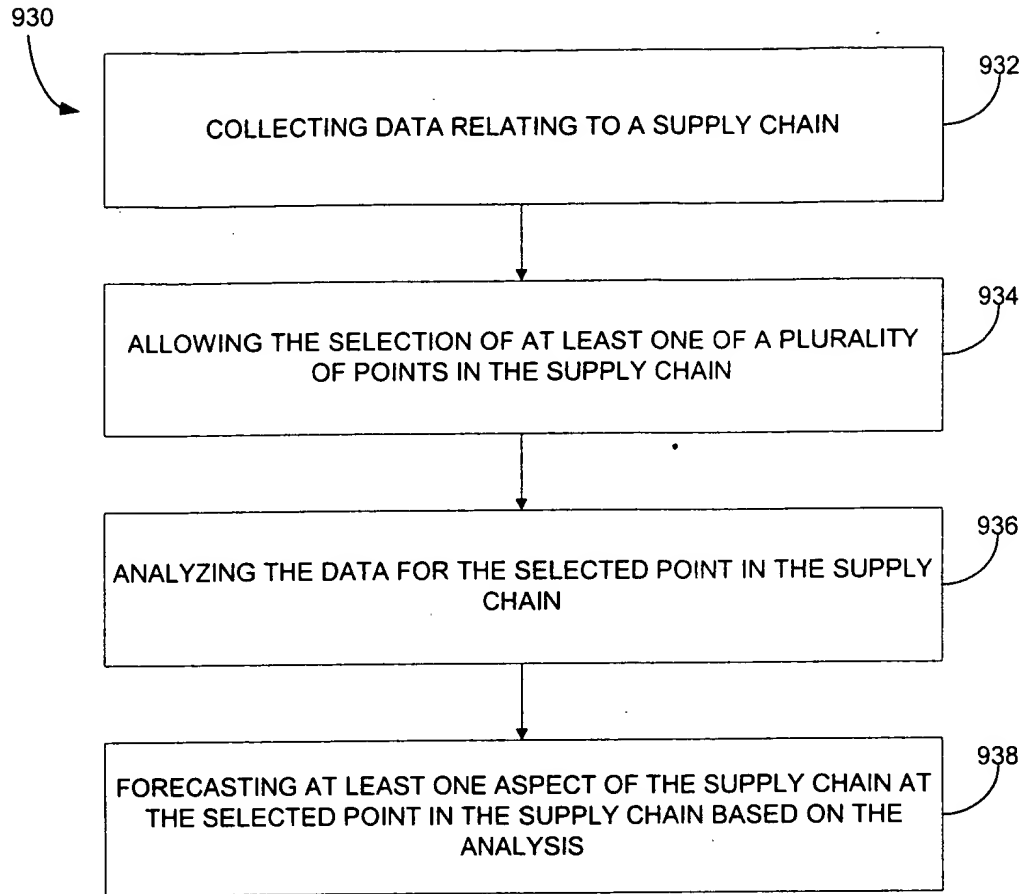 930
932
COLLECTING DATA RELATING TO A SUPPLY CHAIN
934
ALLOWING THE SELECTION OF AT LEAST ONE OF A PLURALITY
OF POINTS IN THE SUPPLY CHAIN
936
ANALYZING THE DATA FOR THE SELECTED POINT IN THE SUPPLY
CHAIN
938
FORECASTING AT LEAST ONE ASPECT OF THE SUPPLY CHAIN AT
THE SELECTED POINT IN THE SUPPLY CHAIN BASED ON THE
ANALYSIS